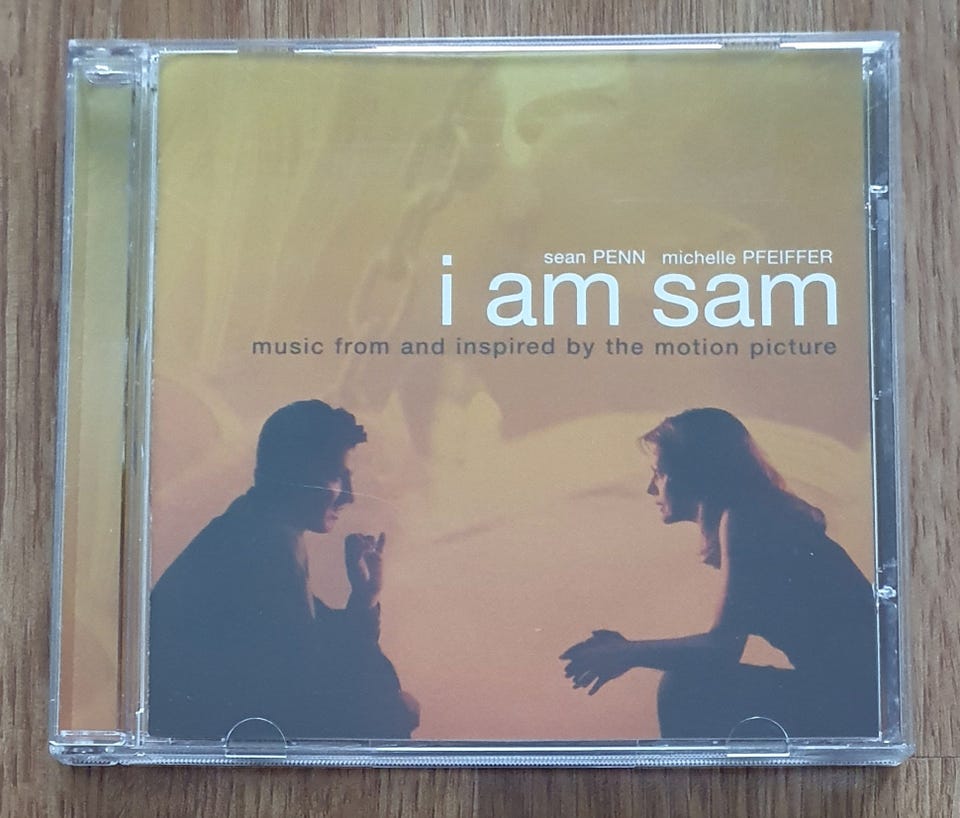 sean PENN michelle PFEIFFER
i am sam
music from and inspired by the motion picture